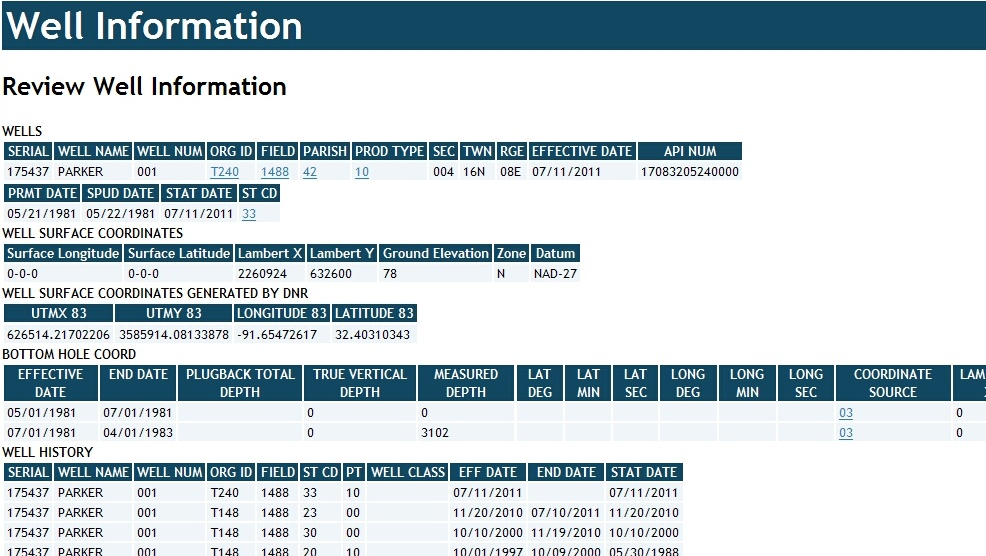 Well Information
Review Well Information
WELLS
SERIAL WELL NAME WELL NUM ORG ID FIELD PARISH PROD TYPE SEC TWN RGE EFFECTIVE DATE API NUM
175437 PARKER 001 T240 1488 42 10 004 16N 08E 07/11/2011 17083205240000
PRMT DATE SPUD DATE STAT DATE ST CD
05/21/1981 05/22/1981 07/11/2011 33
WELL SURFACE COORDINATES
Surface Longitude Surface Latitude Lambert X Lambert Y Ground Elevation Zone Datum
0-0-0 0-0-0 2260924 632600 78 N NAD-27
WELL SURFACE COORDINATES GENERATED BY DNR
UTMX 83 UTMY 83 LONGITUDE 83 LATITUDE 83
626514.21702206 3585914.08133878 -91.65472617 32.40310343
BOTTOM HOLE COORD
EFFECTIVE END DATE PLUGBACK TOTAL TRUE VERTICAL MEASURED LAT LAT LAT LONG LONG LONG COORDINATE LAM
DATE DEPTH DEPTH DEPTH DEG MIN SEC DEG MIN SEC SOURCE
05/01/1981 07/01/1981 0 0 03 0
07/01/1981 04/01/1983 0 3102 03 0
WELL HISTORY
SERIAL WELL NAME WELL NUM ORG ID FIELD ST CD PT WELL CLASS EFF DATE END DATE STAT DATE
175437 PARKER 001 T240 1488 33 10 07/11/2011 07/11/2011
175437 PARKER 001 T148 1488 23 00 11/20/2000 07/10/2011 11/20/2000
175437 PARKER 001 T148 1488 30 00 10/10/2000 11/19/2010 10/10/2000
175437 PARKER 001 T148 1488 20 10 10/01/1997 10/09/2000 05/30/1988